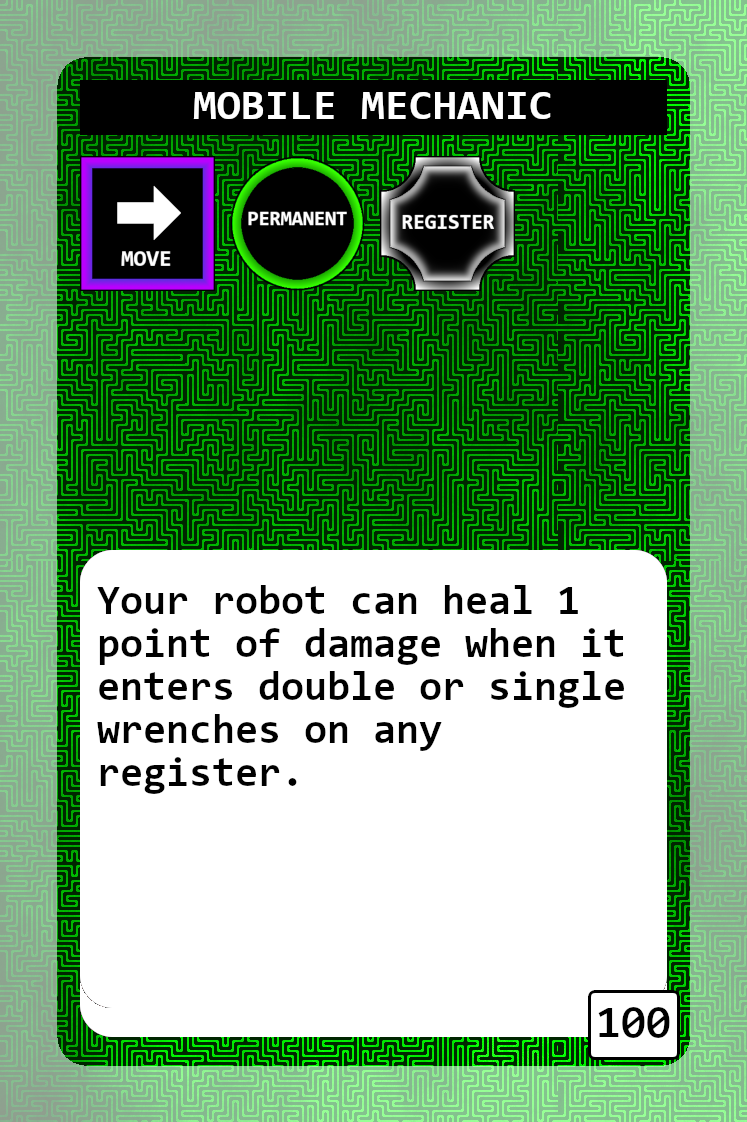 MOBILE MECHANIC
MOVE
PERMANENT
REGISTER
Your robot can heal 1
point of damage when it
enters double or single
wrenches on any
register.
100